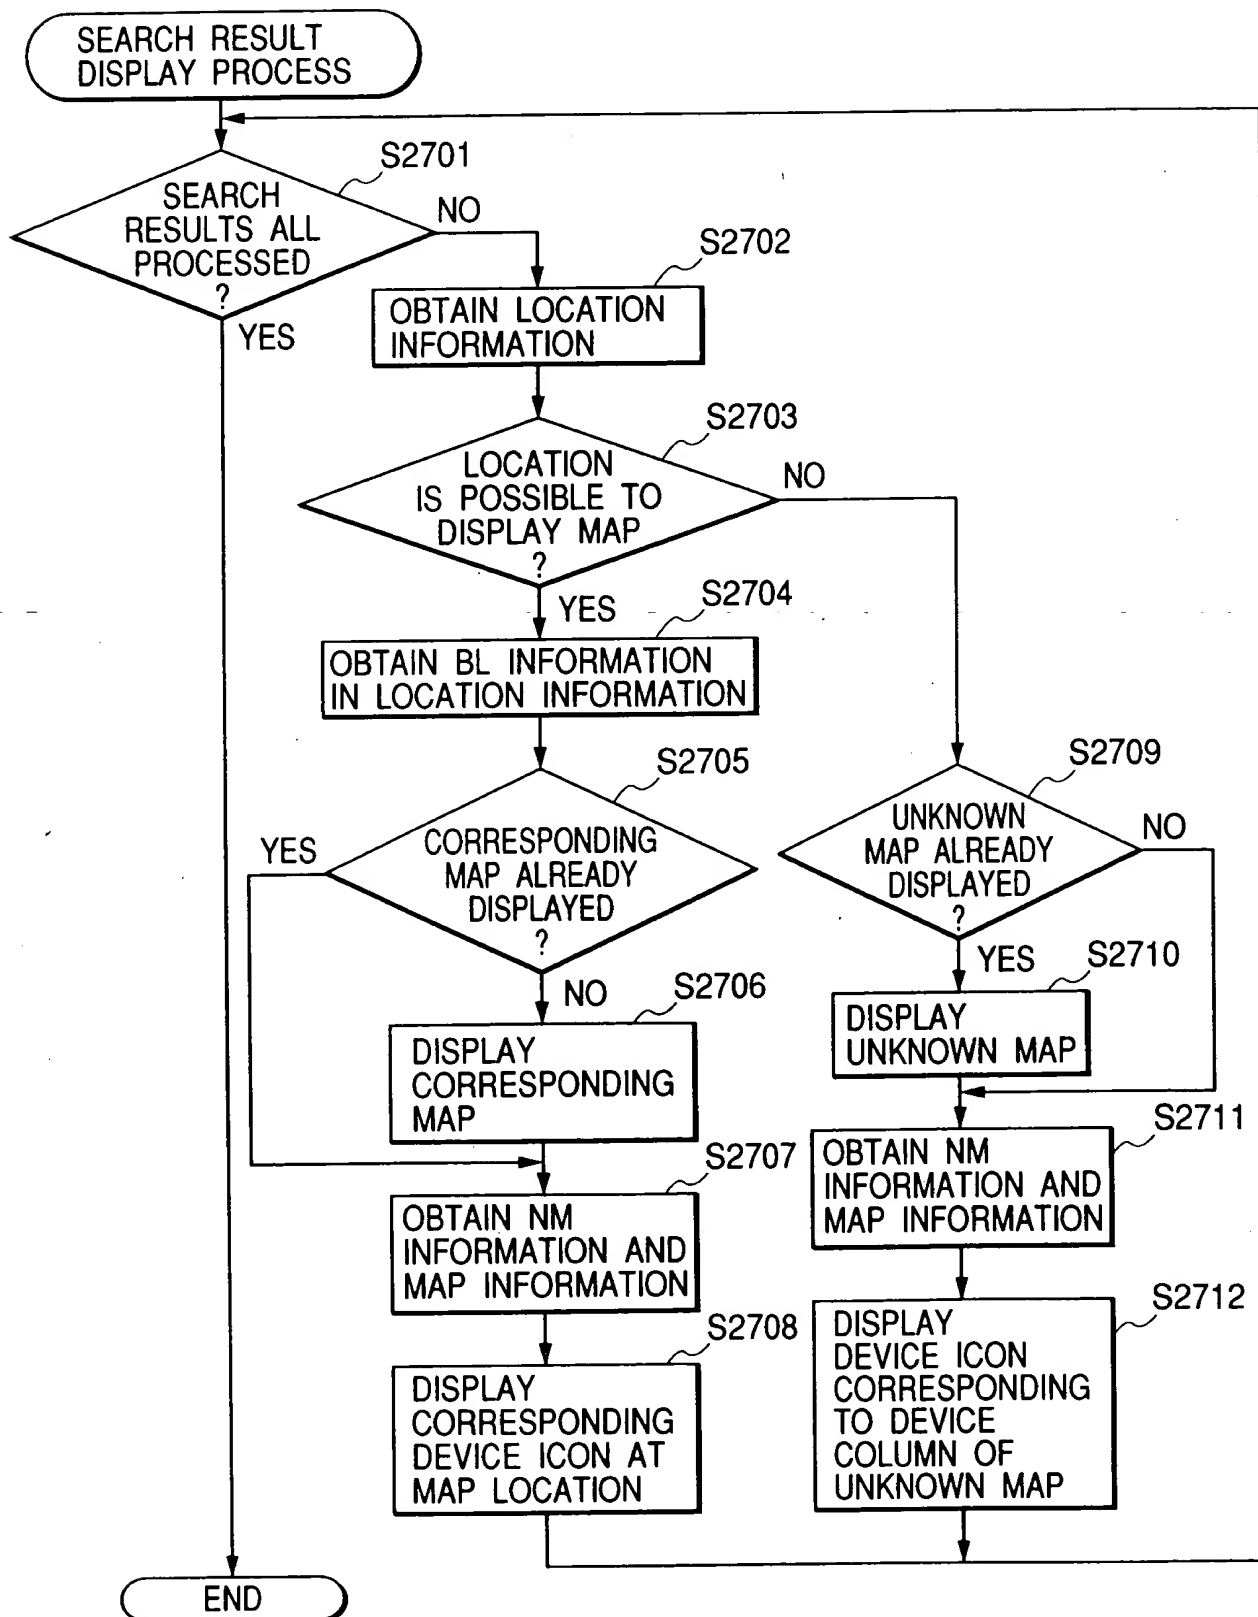 SEARCH RESULT
DISPLAY PROCESS
S2701
SEARCH
RESULTS ALL
PROCESSED
?
NO
YES
S2702
OBTAIN LOCATION
INFORMATION
S2703
LOCATION
IS POSSIBLE TO
DISPLAY MAP
?
NO
YES
S2704
OBTAIN BL INFORMATION
IN LOCATION INFORMATION
S2705
CORRESPONDING
MAP ALREADY
DISPLAYED
?
YES
NO
S2706
DISPLAY
CORRESPONDING
MAP
S2707
OBTAIN NM
INFORMATION AND
MAP INFORMATION
S2708
DISPLAY
CORRESPONDING
DEVICE ICON AT
MAP LOCATION
S2709
UNKNOWN
MAP ALREADY
DISPLAYED
?
NO
YES
S2710
DISPLAY
UNKNOWN MAP
S2711
OBTAIN NM
INFORMATION AND
MAP INFORMATION
S2712
DISPLAY
DEVICE ICON
CORRESPONDING
TO DEVICE
COLUMN OF
UNKNOWN MAP
END